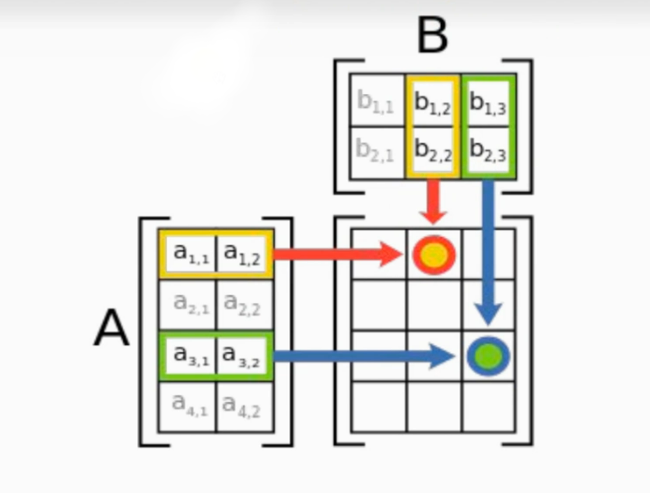 B
b1,1 b1,2 b1,3
b2,1 b2,2 b2,3
A
a1,1 a1,2
a2,1 a2,2
a3,1 a3,2
a4,1 a4,2